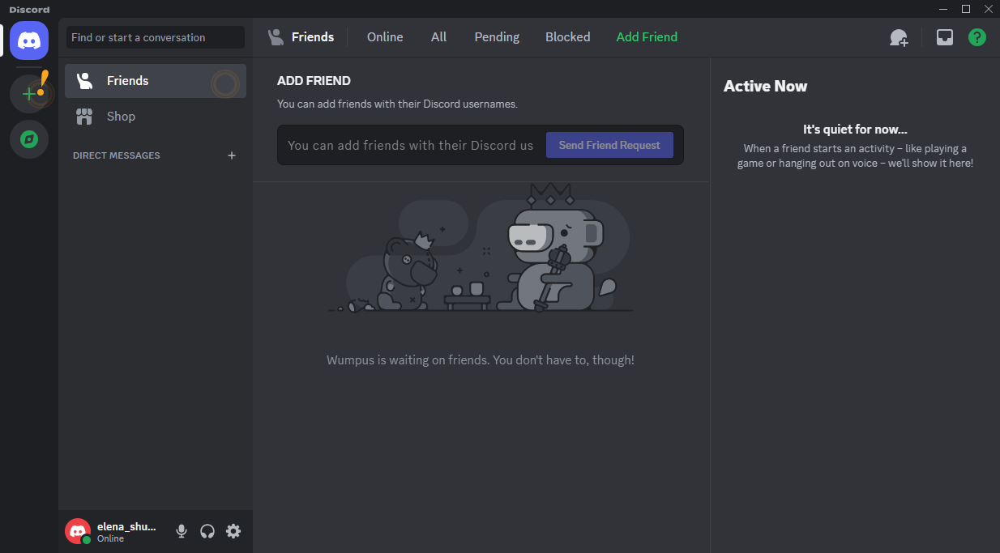 Discord
Find or start a conversation
Friends
Online
All
Pending
Blocked
Add Friend
Friends
Shop
DIRECT MESSAGES
ADD FRIEND
You can add friends with their Discord usernames.
You can add friends with their Discord us
Send Friend Request
Wumpus is waiting on friends. You don't have to, though!
Active Now
It's quiet for now...
When a friend starts an activity – like playing a
game or hanging out on voice – we'll show it here!
elena_shu...
Online